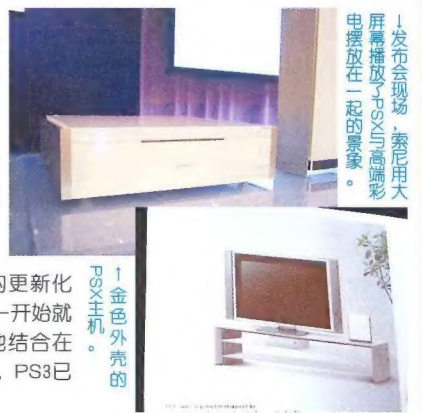 ↓发布会现场，索尼用大
屏幕播放了PSX与高端彩
电摆放在一起的景象。
↑金色外壳的
PSX主机。
更新化
一开始就
地结合在
，PS3已